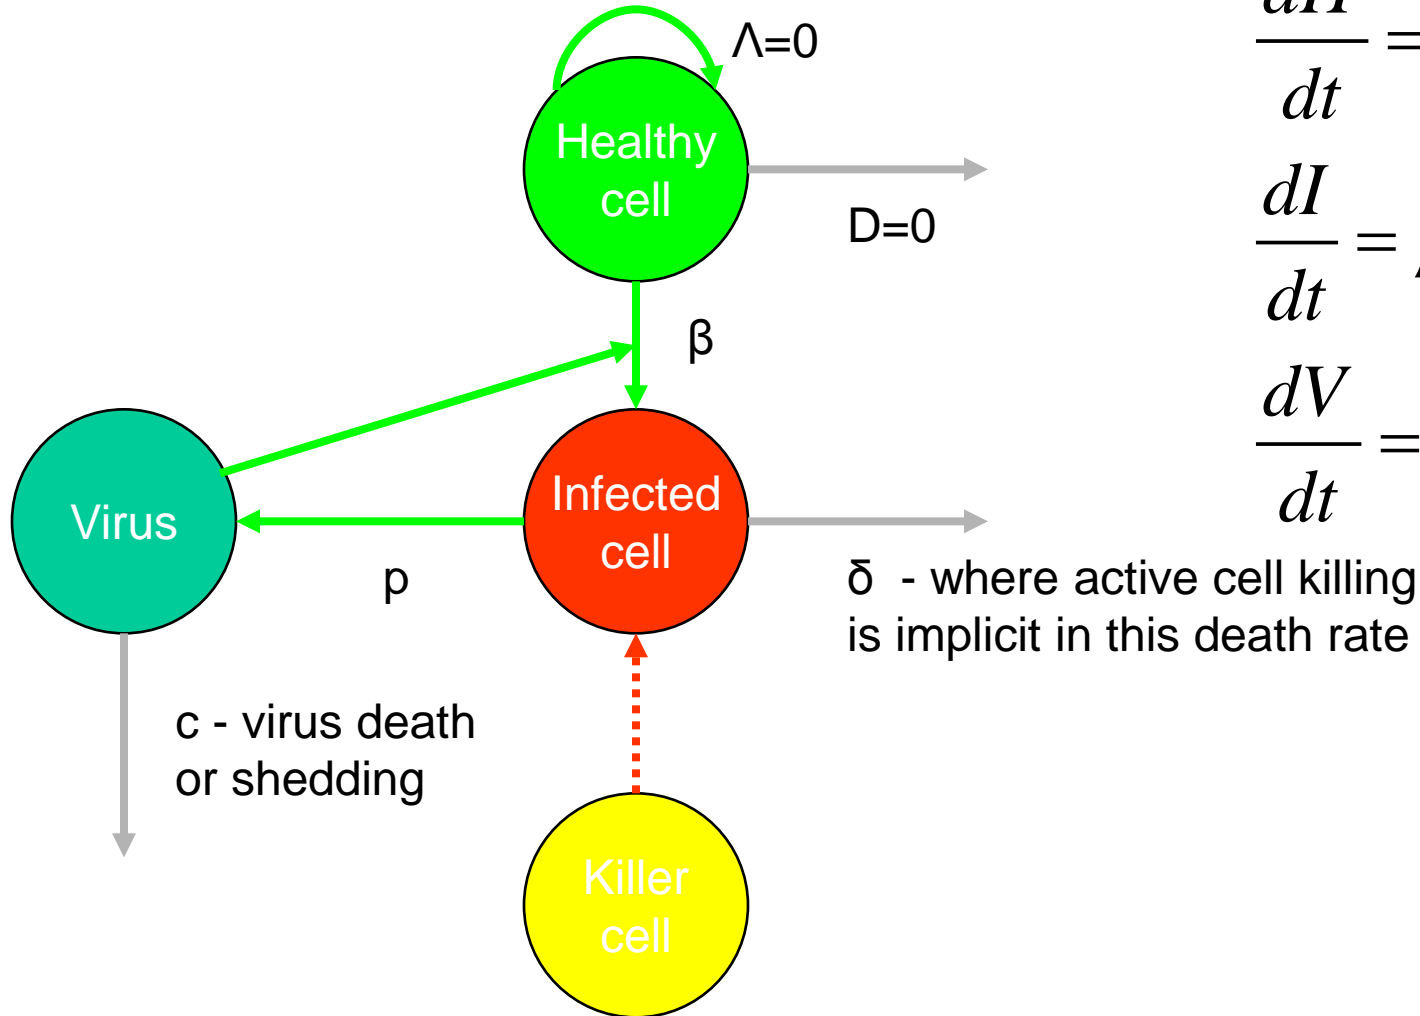 Λ=0
Healthy
cell
D=0
β
Virus
Infected
cell
p
δ - where active cell killing
is implicit in this death rate
c - virus death
or shedding
Killer
cell
dt
=
dI
dt
=
dV
dt
=